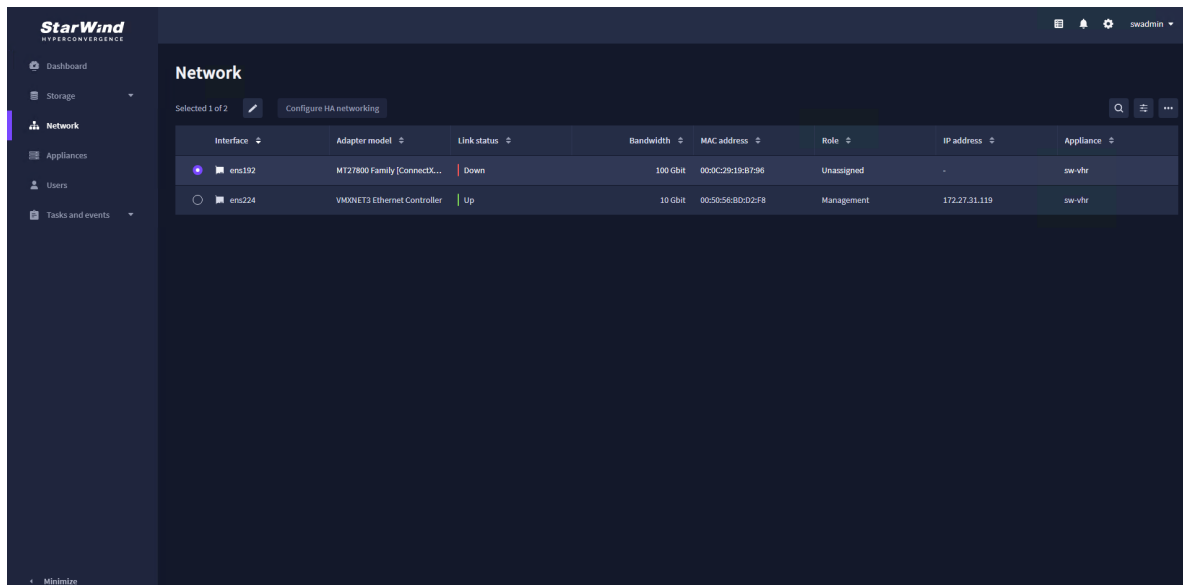 StarWind
HYPERCONVERGENCE
swadmin
Dashboard
Storage
Network
Appliances
Users
Tasks and events
Minimize
Network
Selected 1 of 2 Configure HA networking
Interface Adapter model Link status Bandwidth MAC address Role IP address Appliance
ens192 MT27800 Family [ConnectX... Down 100 Gbit 00:0C:29:19:B7:96 Unassigned - sw-vhr
ens224 VMXNET3 Ethernet Controller Up 10 Gbit 00:50:56:BD:D2:F8 Management 172.27.31.119 sw-vhr